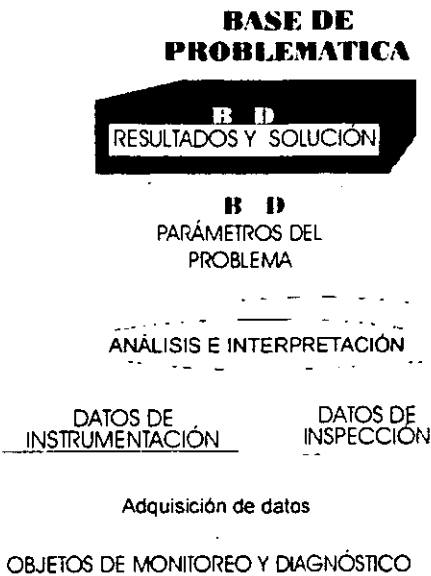 BASE DE
PROBLEMATICA
B D
RESULTADOS Y SOLUCIÓN
B D
PARÁMETROS DEL
PROBLEMA
ANÁLISIS E INTERPRETACIÓN
DATOS DE
INSTRUMENTACIÓN
DATOS DE
INSPECCIÓN
Adquisición de datos
OBJETOS DE MONITOREO Y DIAGNÓSTICO